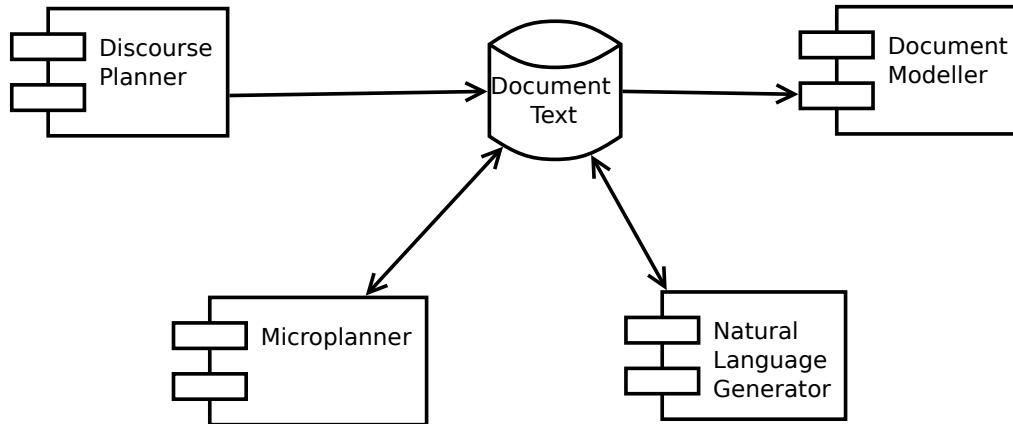 Discourse
Planner
Document
Text
Document
Modeller
Microplanner
Natural
Language
Generator